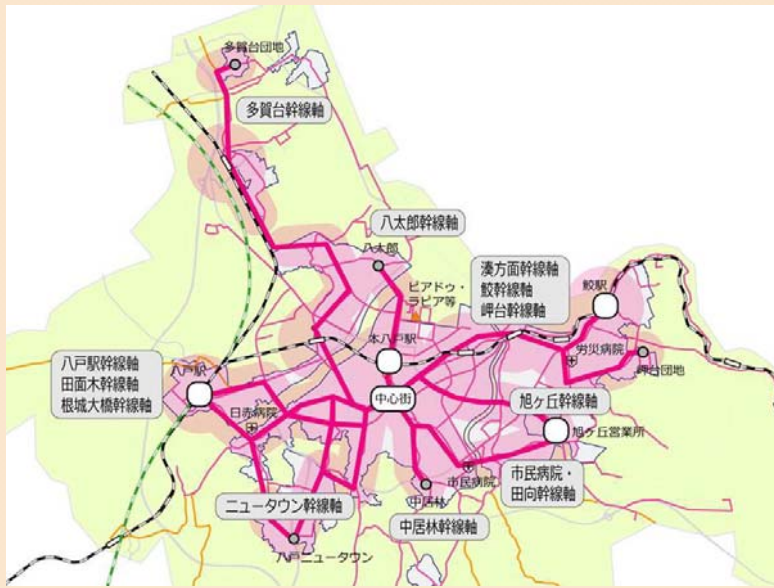 多賀台団地
多賀台幹線軸
八太郎幹線軸
八太郎
湊方面幹線軸
鮫幹線軸
岬台幹線軸
鮫駅
ピアドゥ・
ラピア等
本八戸駅
労災病院
岬台団地
八戸駅幹線軸
田面木幹線軸
根城大橋幹線軸
八戸駅
中心街
旭ヶ丘幹線軸
日赤病院
旭ヶ丘営業所
市民病院
市民病院・
田向幹線軸
中居林
ニュータウン幹線軸
中居林幹線軸
八戸ニュータウン